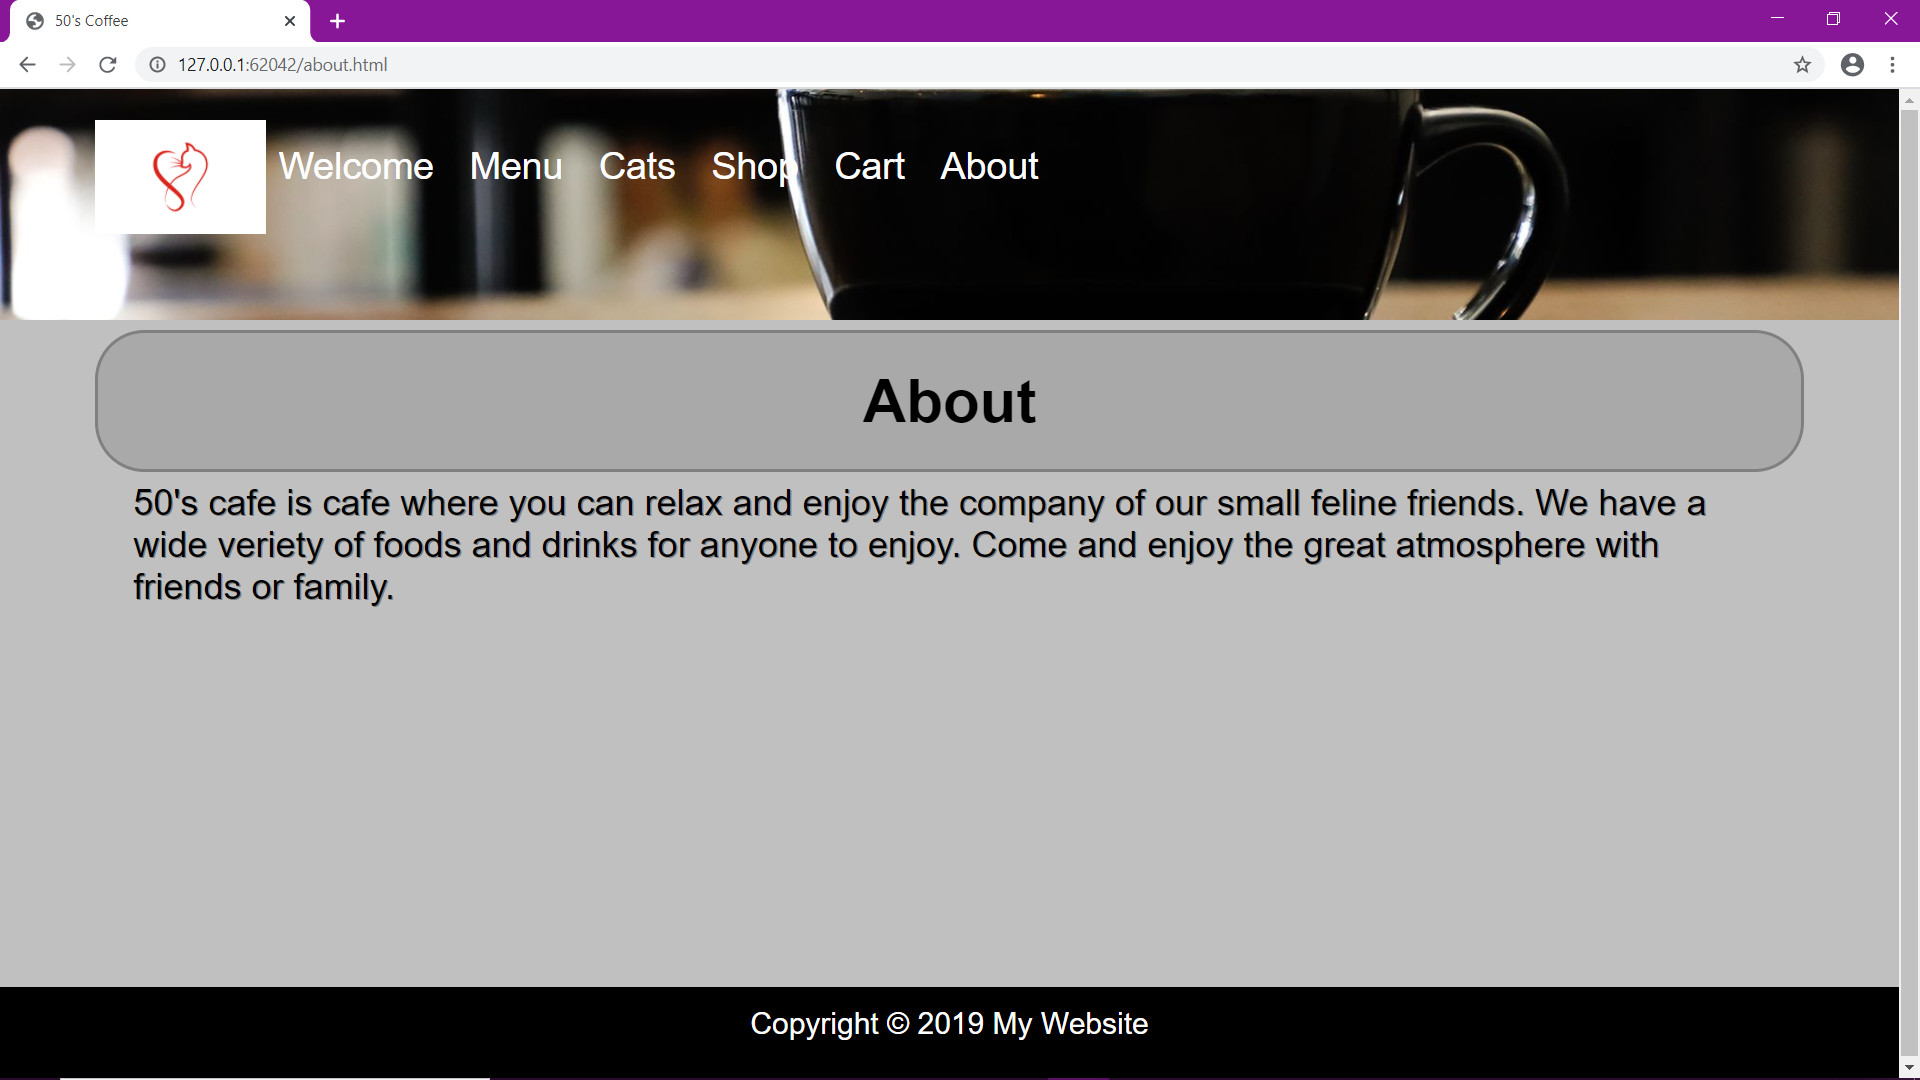 50's Coffee
127.0.0.1:62042/about.html
Welcome Menu Cats Shop Cart About
About
50's cafe is cafe where you can relax and enjoy the company of our small feline friends. We have a
wide veriety of foods and drinks for anyone to enjoy. Come and enjoy the great atmosphere with
friends or family.
Copyright © 2019 My Website